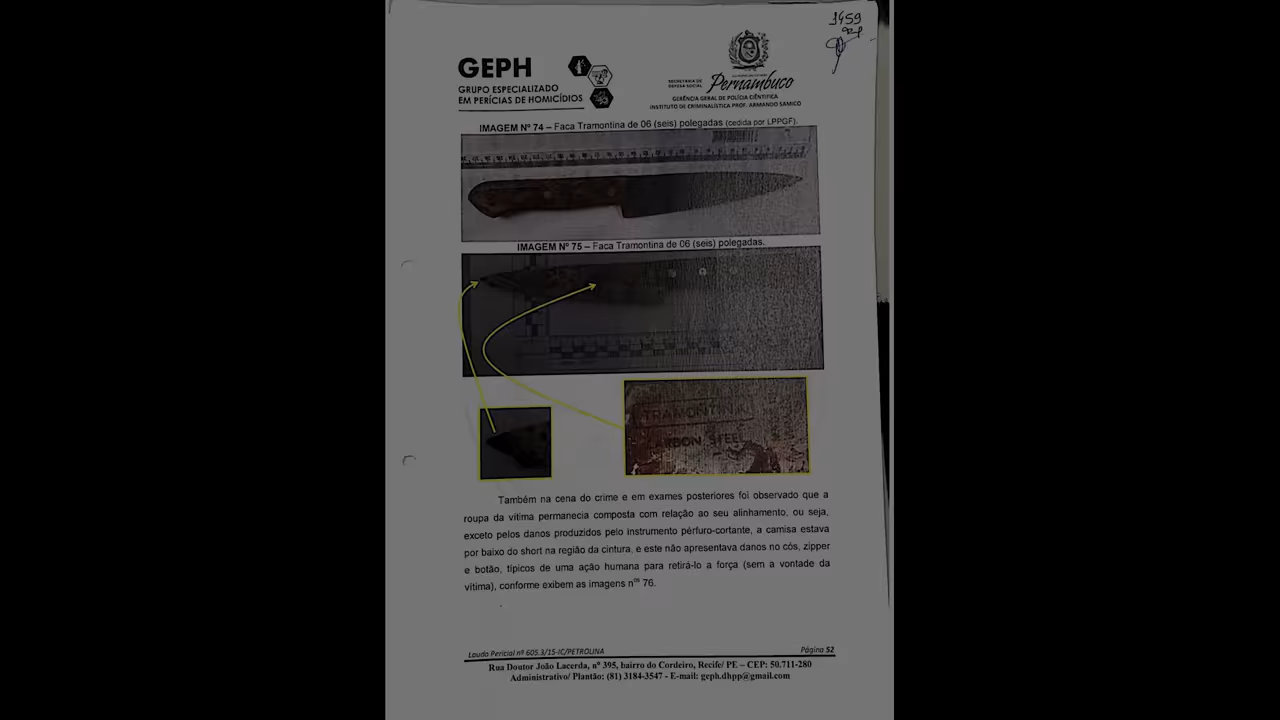 1459
GEPH
GRUPO ESPECIALIZADO
EM PERÍCIAS DE HOMICÍDIOS
SECRETARIA DE
DEFESA SOCIAL
Pernambuco
GERÊNCIA GERAL DE POLÍCIA CIENTÍFICA
INSTITUTO DE CRIMINALÍSTICA PROF. ARMANDO SAMICO
IMAGEM Nº 74 – Faca Tramontina de 06 (seis) polegadas (cedida por LPPGF).
IMAGEM Nº 75 – Faca Tramontina de 06 (seis) polegadas.
TRAMONTINA
CARBON STEEL
Também na cena do crime e em exames posteriores foi observado que a
roupa da vítima permanecia composta com relação ao seu alinhamento, ou seja,
exceto pelos danos produzidos pelo instrumento pérfuro-cortante, a camisa estava
por baixo do short na região da cintura, e este não apresentava danos no cós, zipper
e botão, típicos de uma ação humana para retirá-lo a força (sem a vontade da
vítima), conforme exibem as imagens nºs 76.
Laudo Pericial nº 605.3/15-IC/PETROLINA Página 52
Rua Doutor João Lacerda, nº 395, bairro do Cordeiro, Recife/ PE – CEP: 50.711-280
Administrativo/ Plantão: (81) 3184-3547 - E-mail: geph.dhpp@gmail.com